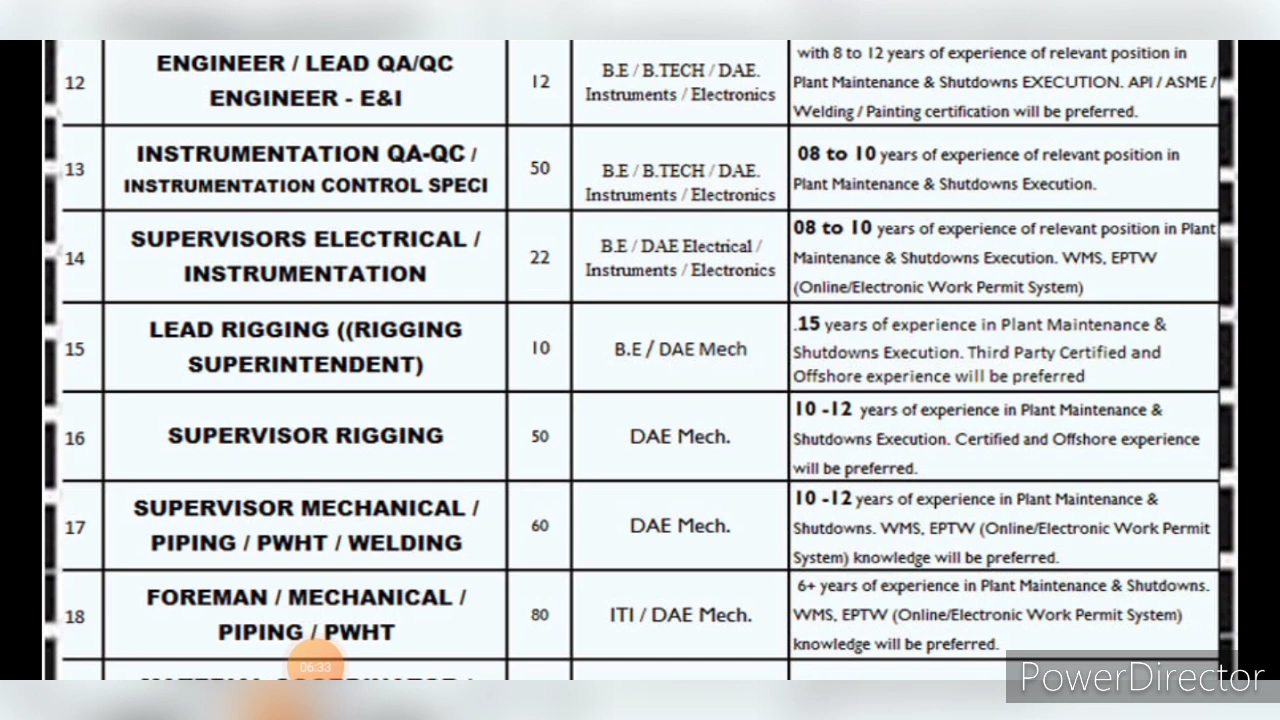 12
ENGINEER / LEAD QA/QC
ENGINEER - E&I
12
B.E / B.TECH / DAE.
Instruments / Electronics
with 8 to 12 years of experience of relevant position in
Plant Maintenance & Shutdowns EXECUTION. API / ASME /
Welding / Painting certification will be preferred.
13
INSTRUMENTATION QA-QC /
INSTRUMENTATION CONTROL SPECI
50
B.E / B.TECH / DAE.
Instruments / Electronics
08 to 10 years of experience of relevant position in
Plant Maintenance & Shutdowns Execution.
14
SUPERVISORS ELECTRICAL /
INSTRUMENTATION
22
B.E / DAE Electrical /
Instruments / Electronics
08 to 10 years of experience of relevant position in Plant
Maintenance & Shutdowns Execution. WMS, EPTW
(Online/Electronic Work Permit System)
15
LEAD RIGGING ((RIGGING
SUPERINTENDENT)
10
B.E / DAE Mech
.15 years of experience in Plant Maintenance &
Shutdowns Execution. Third Party Certified and
Offshore experience will be preferred
16
SUPERVISOR RIGGING
50
DAE Mech.
10 -12 years of experience in Plant Maintenance &
Shutdowns Execution. Certified and Offshore experience
will be preferred.
17
SUPERVISOR MECHANICAL /
PIPING / PWHT / WELDING
60
DAE Mech.
10 -12 years of experience in Plant Maintenance &
Shutdowns. WMS, EPTW (Online/Electronic Work Permit
System) knowledge will be preferred.
18
FOREMAN / MECHANICAL /
PIPING / PWHT
80
ITI / DAE Mech.
6+ years of experience in Plant Maintenance & Shutdowns.
WMS, EPTW (Online/Electronic Work Permit System)
knowledge will be preferred.
06:33
PowerDirector